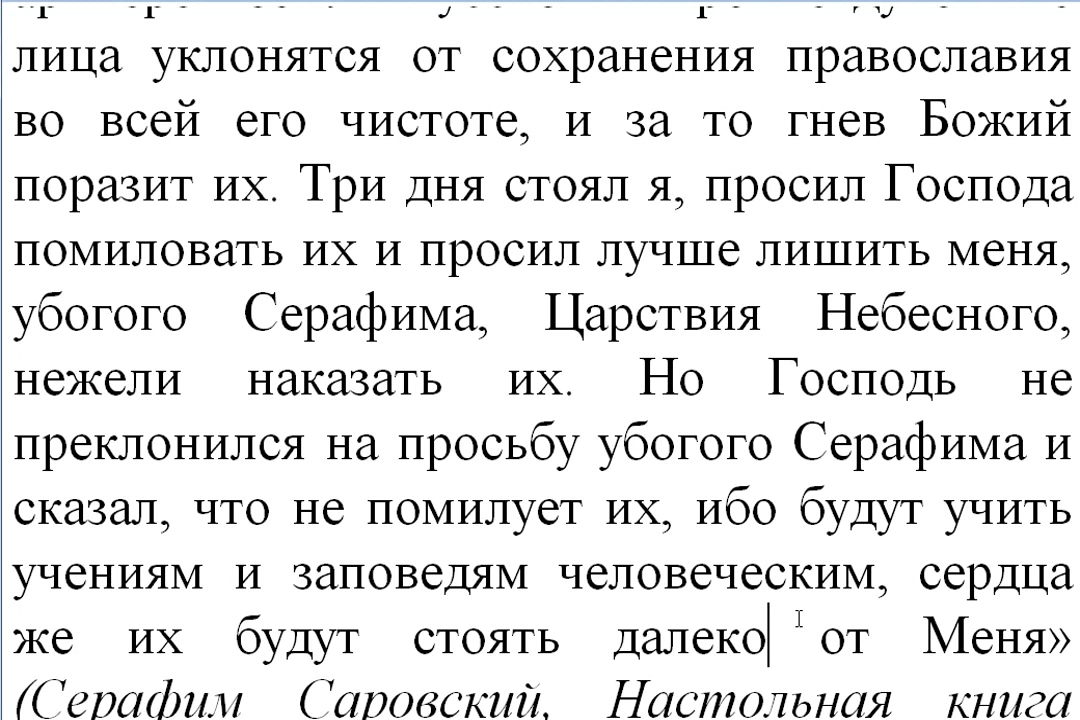 лица уклонятся от сохранения православия
во всей его чистоте, и за то гнев Божий
поразит их. Три дня стоял я, просил Господа
помиловать их и просил лучше лишить меня,
убогого Серафима, Царствия Небесного,
нежели наказать их. Но Господь не
преклонился на просьбу убогого Серафима и
сказал, что не помилует их, ибо будут учить
учениям и заповедям человеческим, сердца
же их будут стоять далеко от Меня»
(Серафим Саровский, Настольная книга